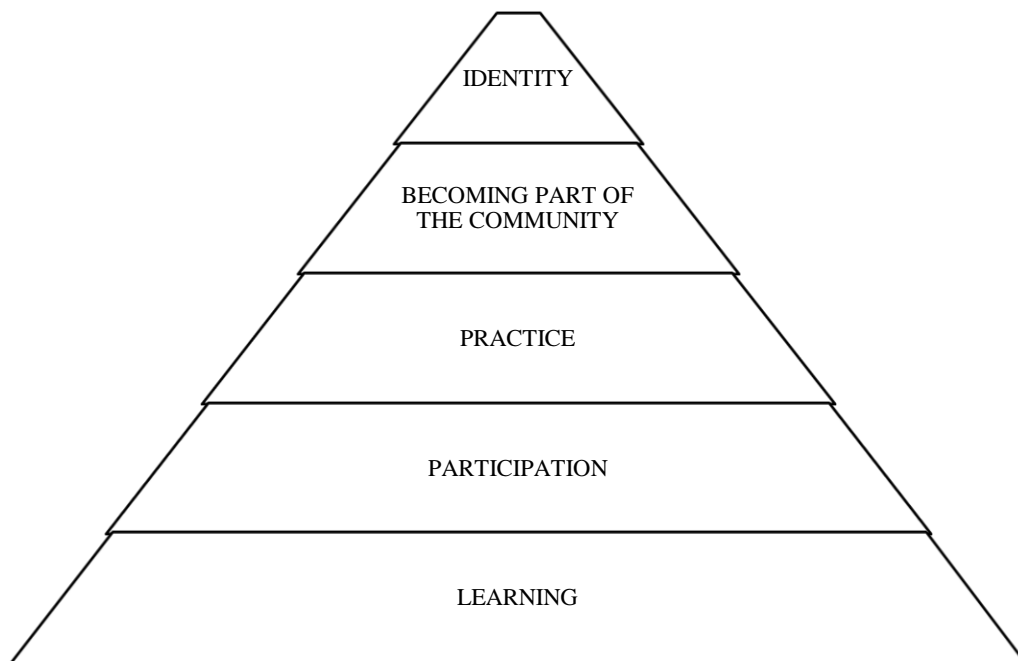 IDENTITY
BECOMING PART OF
THE COMMUNITY
PRACTICE
PARTICIPATION
LEARNING